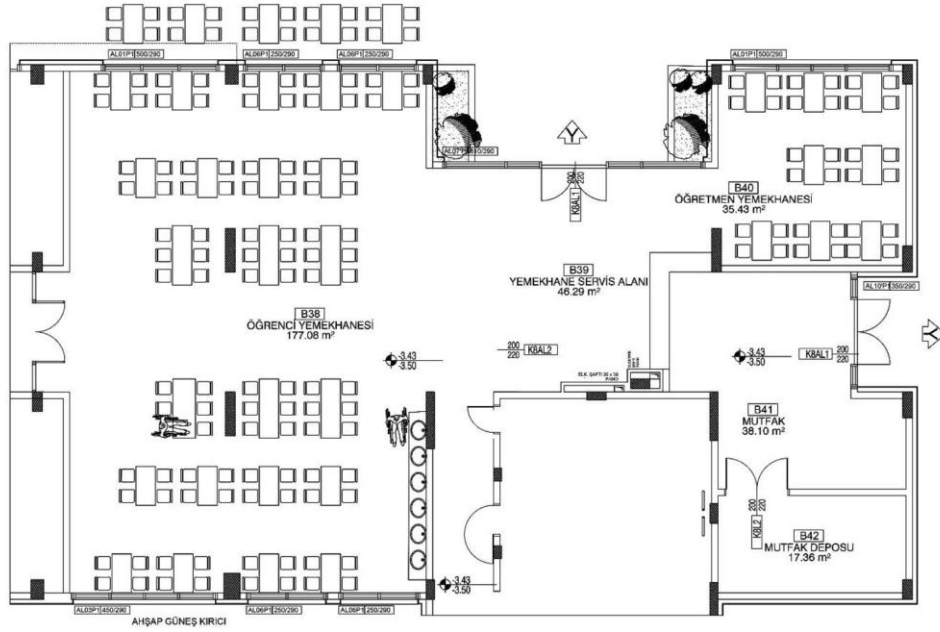 AL01P1 500/290
AL06P1 250/290
AL06P1 250/290
AL01P1 500/290
Y
B40
ÖĞRETMEN YEMEKHANESİ
35.43 m²
200
220
K8AL1
B39
YEMEKHANE SERVİS ALANI
46.29 m²
AL10P1 350/290
B38
ÖĞRENCİ YEMEKHANESİ
177.08 m²
Y
200
220
K8AL2
-3.43
-3.50
-3.43
-3.50
200
220
K8AL1
B41
MUTFAK
38.10 m²
200
220
K8L2
B42
MUTFAK DEPOSU
17.36 m²
-3.43
-3.50
AL03P1 450/290
AL06P1 250/290
AL06P1 250/290
AHŞAP GÜNEŞ KIRICI